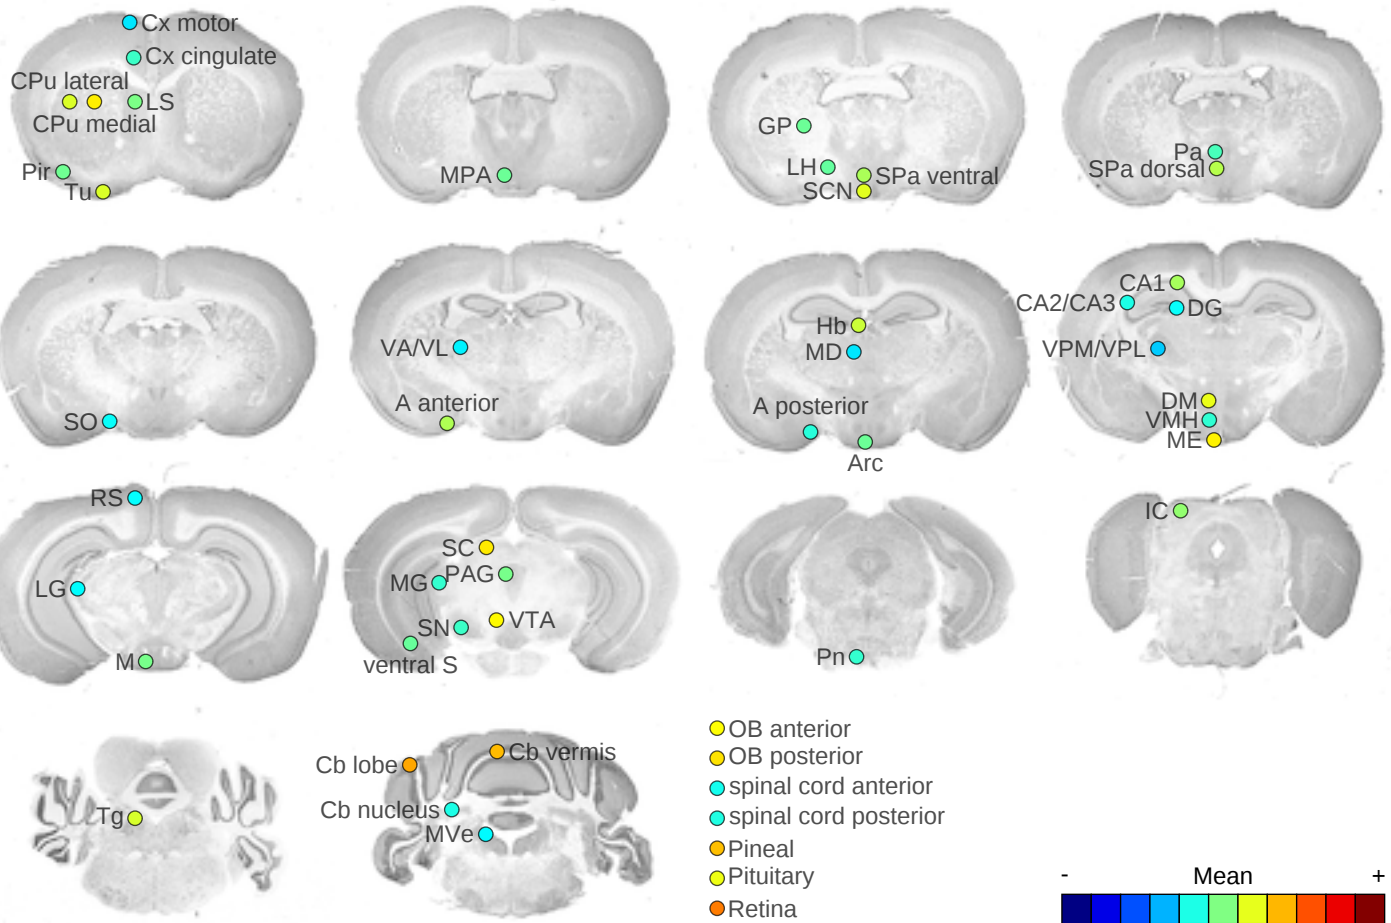 Cx motor
Cx cingulate
CPu lateral
LS
CPu medial
Pir
Tu
MPA
GP
LH
SPa ventral
SCN
Pa
SPa dorsal
SO
VA/VL
A anterior
Hb
MD
A posterior
Arc
CA1
CA2/CA3
DG
VPM/VPL
DM
VMH
ME
RS
LG
M
SC
MG
PAG
SN
VTA
ventral S
Pn
IC
Tg
Cb lobe
Cb vermis
Cb nucleus
MVe
OB anterior
OB posterior
spinal cord anterior
spinal cord posterior
Pineal
Pituitary
Retina
- Mean +